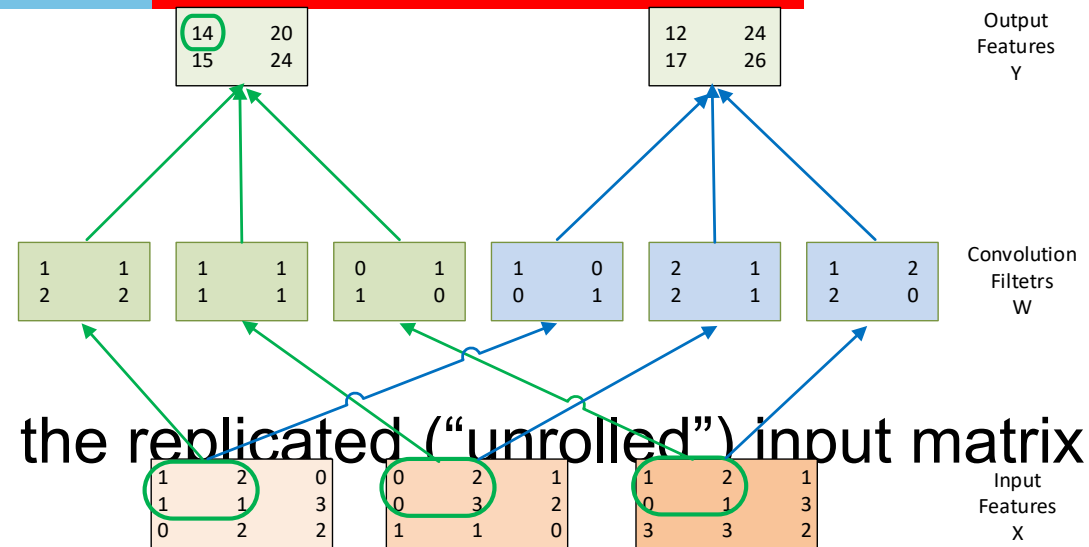 14 20
15 24
12 24
17 26
Output
Features
Y
1 1
2 2
1 1
1 1
0 1
1 0
1 0
0 1
2 1
2 1
1 2
2 0
Convolution
Filtetrs
W
the replicated (“unrolled”) input matrix
1 2 0
1 1 3
0 2 2
0 2 1
0 3 2
1 1 0
1 2 1
0 1 3
3 3 2
Input
Features
X